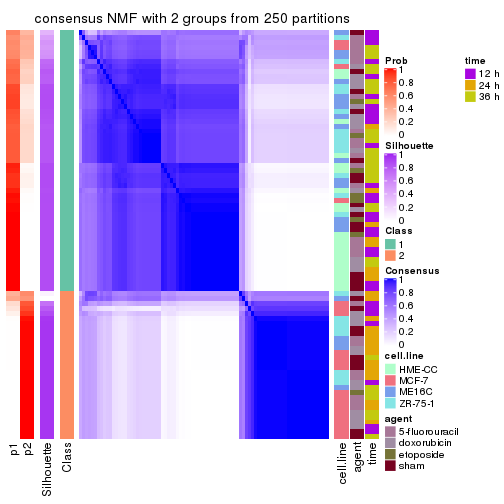 consensus NMF with 2 groups from 250 partitions
Prob
1
0.8
0.6
0.4
0.2
0
time
12 h
24 h
36 h
Silhouette
1
0.8
0.6
0.4
0.2
0
Class
1
2
Consensus
1
0.8
0.6
0.4
0.2
0
cell.line
HME-CC
MCF-7
ME16C
ZR-75-1
agent
5-fluorouracil
doxorubicin
etoposide
sham
p1
p2
Silhouette
Class
cell.line
agent
time